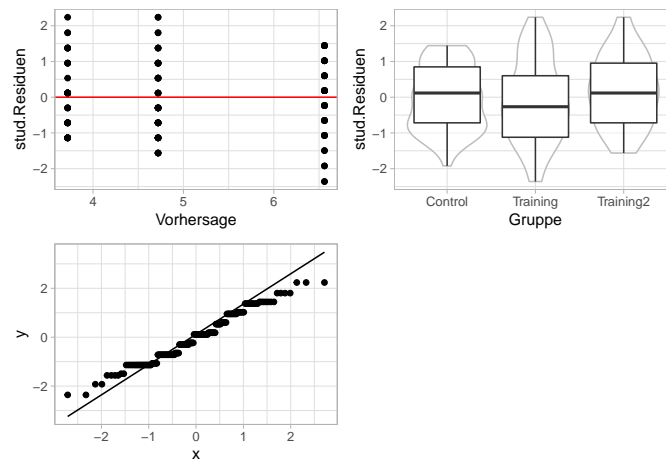 2
1
0
−1
−2
stud.Residuen
4
5
6
Vorhersage
2
1
0
−1
−2
stud.Residuen
Control
Training
Training2
Gruppe
2
0
−2
y
−2
−1
0
1
2
x